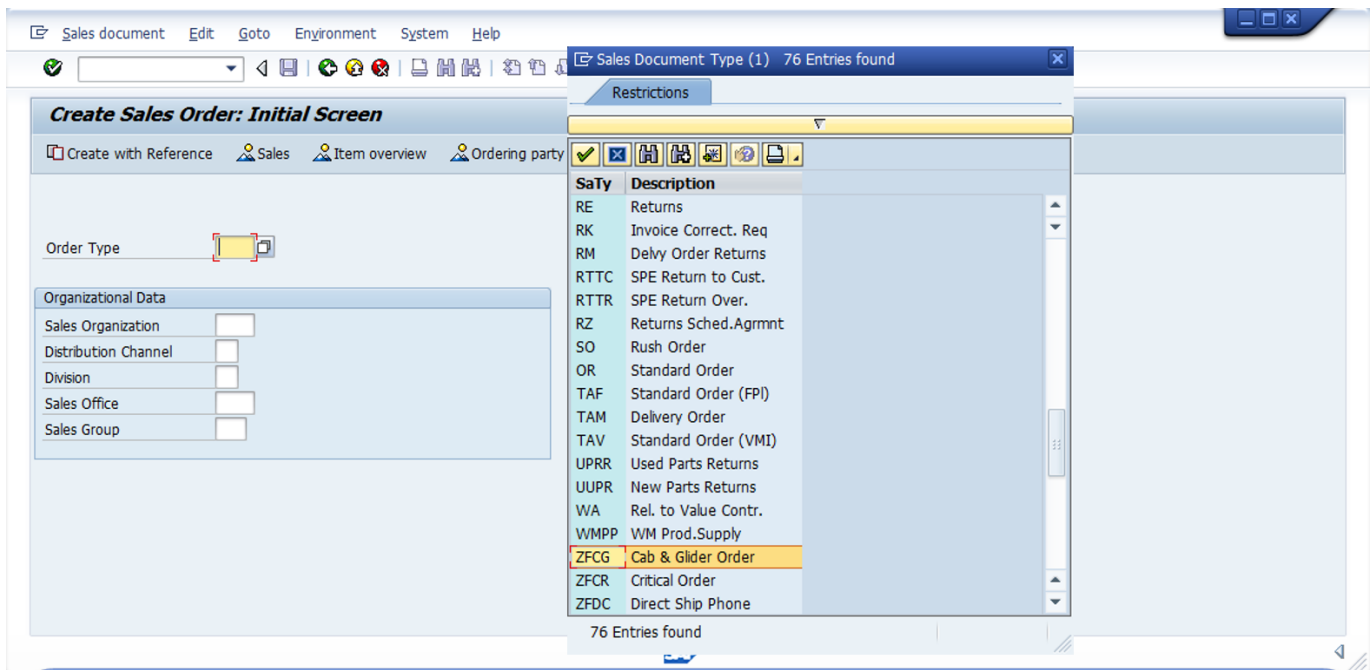 Sales document Edit Goto Environment System Help
Sales Document Type (1) 76 Entries found
Restrictions
Create Sales Order: Initial Screen
Create with Reference Sales Item overview Ordering party
SaTy Description
RE Returns
RK Invoice Correct. Req
RM Delvy Order Returns
RTTC SPE Return to Cust.
RTTR SPE Return Over.
RZ Returns Sched.Agrmnt
SO Rush Order
OR Standard Order
TAF Standard Order (FPl)
TAM Delivery Order
TAV Standard Order (VMI)
UPRR Used Parts Returns
UUPR New Parts Returns
WA Rel. to Value Contr.
WMPP WM Prod.Supply
ZFCG Cab & Glider Order
ZFCR Critical Order
ZFDC Direct Ship Phone
76 Entries found
Order Type
Organizational Data
Sales Organization
Distribution Channel
Division
Sales Office
Sales Group